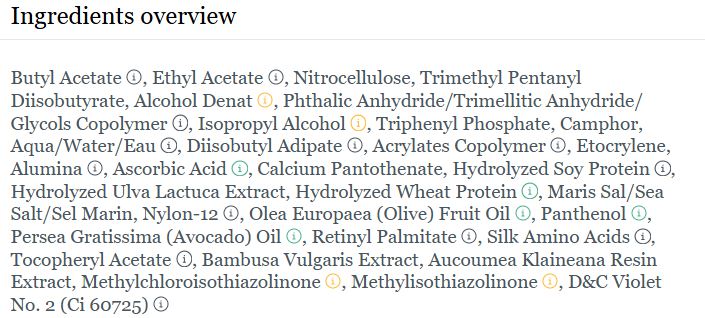 Ingredients overview
Butyl Acetate ⓘ, Ethyl Acetate ⓘ, Nitrocellulose, Trimethyl Pentanyl
Diisobutyrate, Alcohol Denat ⓘ, Phthalic Anhydride/Trimellitic Anhydride/
Glycols Copolymer ⓘ, Isopropyl Alcohol ⓘ, Triphenyl Phosphate, Camphor,
Aqua/Water/Eau ⓘ, Diisobutyl Adipate ⓘ, Acrylates Copolymer ⓘ, Etocrylene,
Alumina ⓘ, Ascorbic Acid ⓘ, Calcium Pantothenate, Hydrolyzed Soy Protein ⓘ,
Hydrolyzed Ulva Lactuca Extract, Hydrolyzed Wheat Protein ⓘ, Maris Sal/Sea
Salt/Sel Marin, Nylon-12 ⓘ, Olea Europaea (Olive) Fruit Oil ⓘ, Panthenol ⓘ,
Persea Gratissima (Avocado) Oil ⓘ, Retinyl Palmitate ⓘ, Silk Amino Acids ⓘ,
Tocopheryl Acetate ⓘ, Bambusa Vulgaris Extract, Aucoumea Klaineana Resin
Extract, Methylchloroisothiazolinone ⓘ, Methylisothiazolinone ⓘ, D&C Violet
No. 2 (Ci 60725) ⓘ